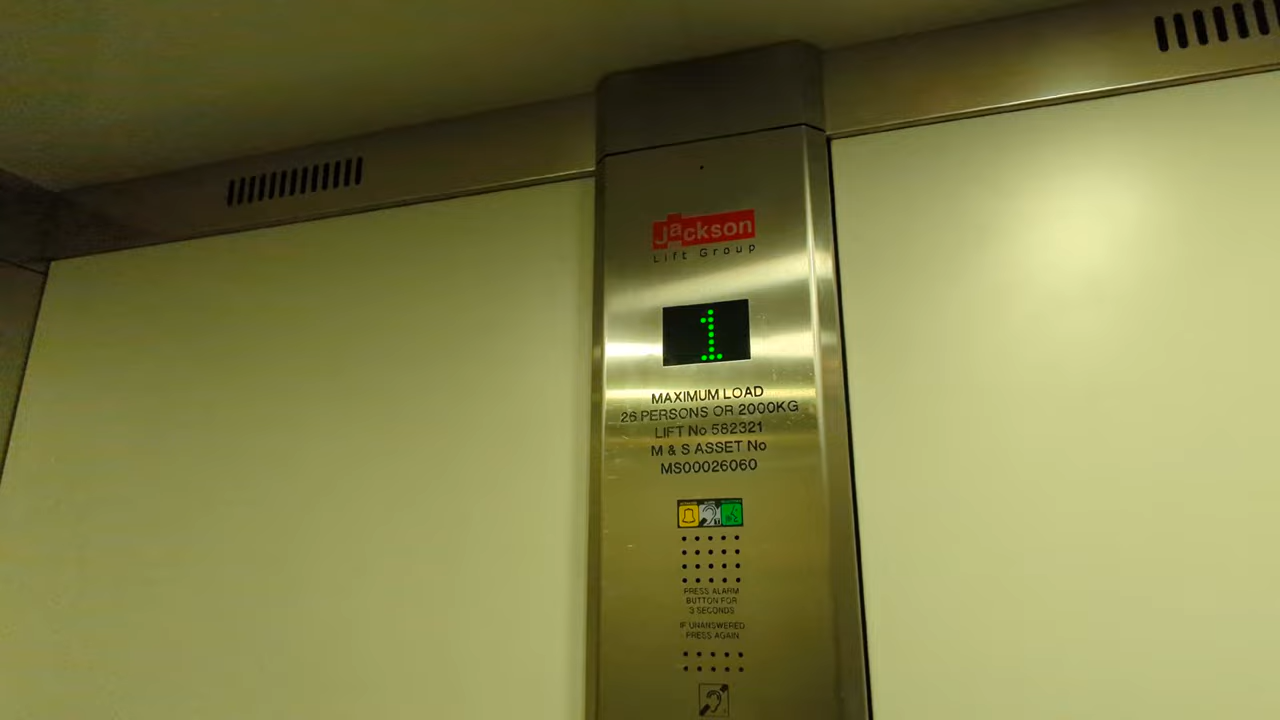 Jackson
Lift Group
1
MAXIMUM LOAD
26 PERSONS OR 2000KG
LIFT No 582321
M & S ASSET No
MS00026060
PRESS ALARM
BUTTON FOR
3 SECONDS
IF UNANSWERED
PRESS AGAIN